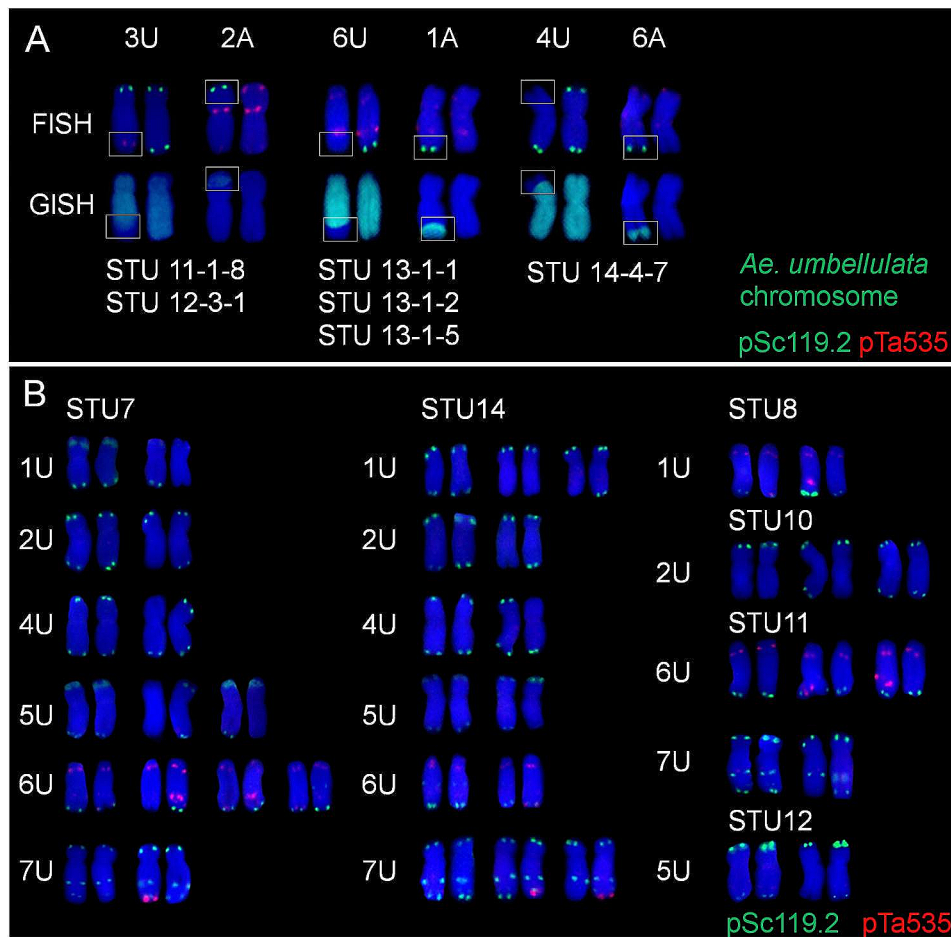 A
3U 2A 6U 1A 4U 6A
FISH
GISH
STU 11-1-8 STU 13-1-1 STU 14-4-7
STU 12-3-1 STU 13-1-2
STU 13-1-5
Ae. umbellulata
chromosome
pSc119.2 pTa535
B
STU7 STU14 STU8
1U 1U 1U
STU10
2U 2U 2U
STU11
4U 4U 6U
5U 5U 7U
6U 6U STU12
7U 7U 5U
pSc119.2 pTa535